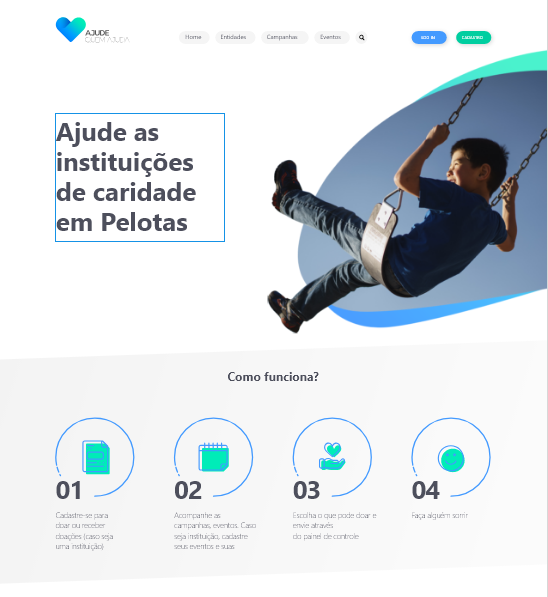 AJUDE
QUEM AJUDA
Home Entidades Campanhas Eventos LOG IN CADASTRO
Ajude as
instituições
de caridade
em Pelotas
Como funciona?
01 02 03 04
Cadastre-se para
doar ou receber
doações (caso seja
uma instituição)
Acompanhe as
campanhas, eventos. Caso
seja instituição, cadastre
seus eventos e suas
Escolha o que pode doar e
envie através
do painel de controle
Faça alguém sorrir